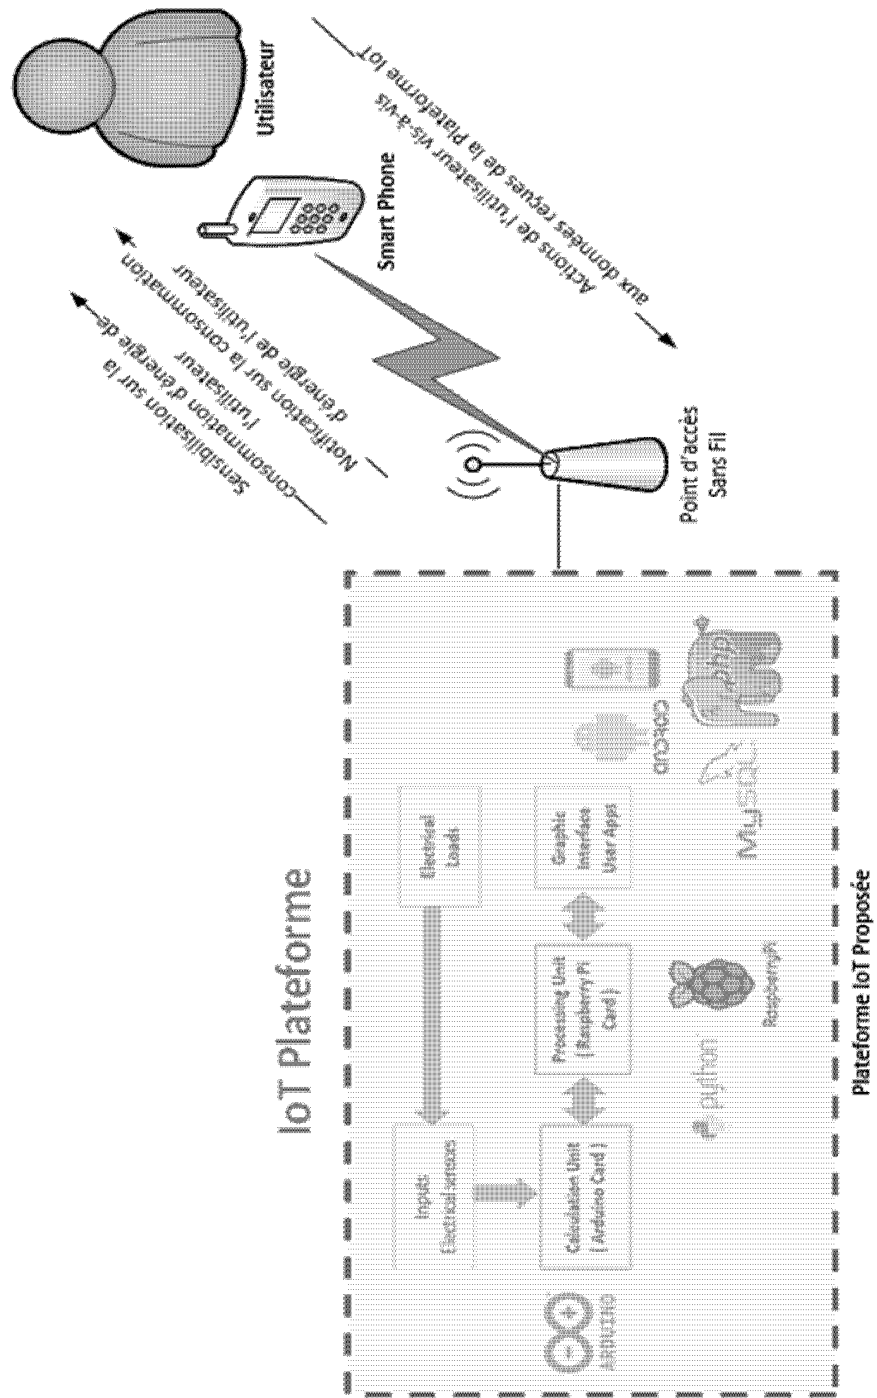 IoT Plateforme
Inputs:
Electrical sensors
Electrical
Loads
Calculation Unit
( Arduino Card )
Processing Unit
( Raspberry Pi
Card )
Graphic
Interface
User Apps
ARDUINO
python
RaspberryPi
MySQL
php
ANDROID
Plateforme IoT Proposée
Sensibilisation sur la
consommation d'énergie de
l'utilisateur
Notification sur la consommation
d'énergie de l'utilisateur
Point d'accès
Sans Fil
Smart Phone
Utilisateur
Actions de l'utilisateur vis-à-vis
aux données reçues de la Plateforme IoT